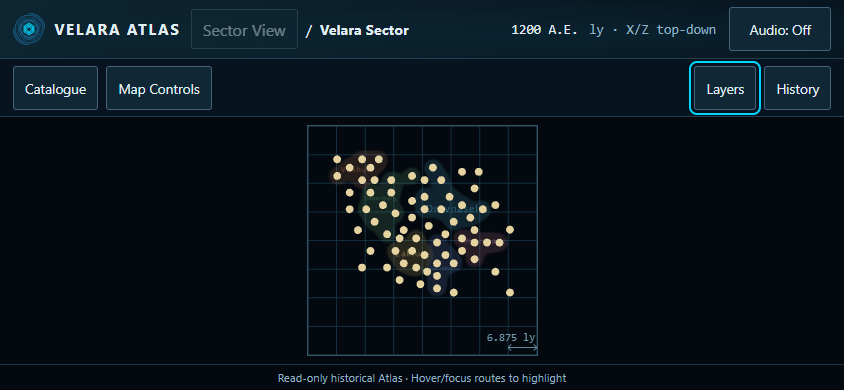 VELARA ATLAS
Sector View
/ Velara Sector
1200 A.E. ly · X/Z top-down
Audio: Off
Catalogue
Map Controls
Layers
History
6.875 ly
Read-only historical Atlas · Hover/focus routes to highlight